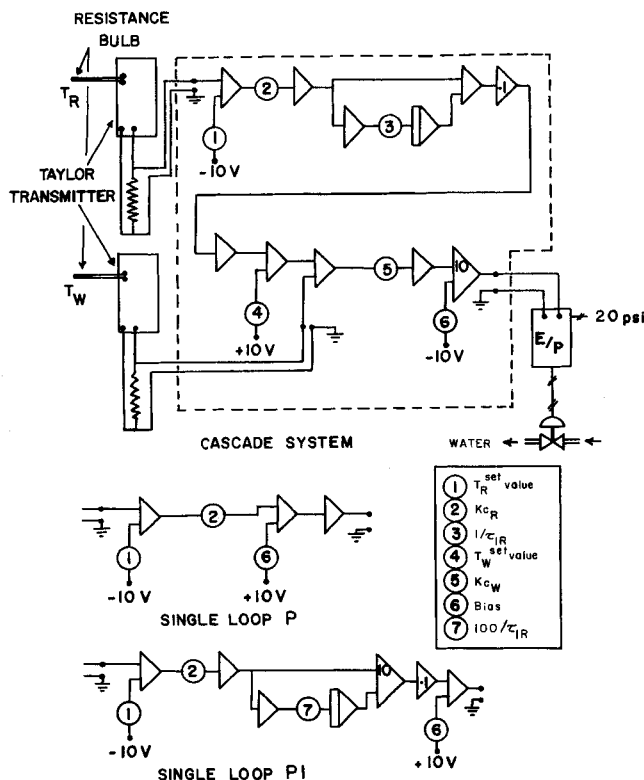 RESISTANCE
BULB
T_R
TAYLOR
TRANSMITTER
T_W
2
-1
3
1
-10V
5
10
4
+10V
6
-10V
20 psi
E/P
WATER
CASCADE SYSTEM
1 T_R^set value
2 Kc_R
3 1/τ_IR
4 T_W^set value
5 Kc_W
6 Bias
7 100/τ_IR
2
1
-10V
6
+10V
SINGLE LOOP P
2
10
-1
7
1
-10V
6
+10V
SINGLE LOOP PI